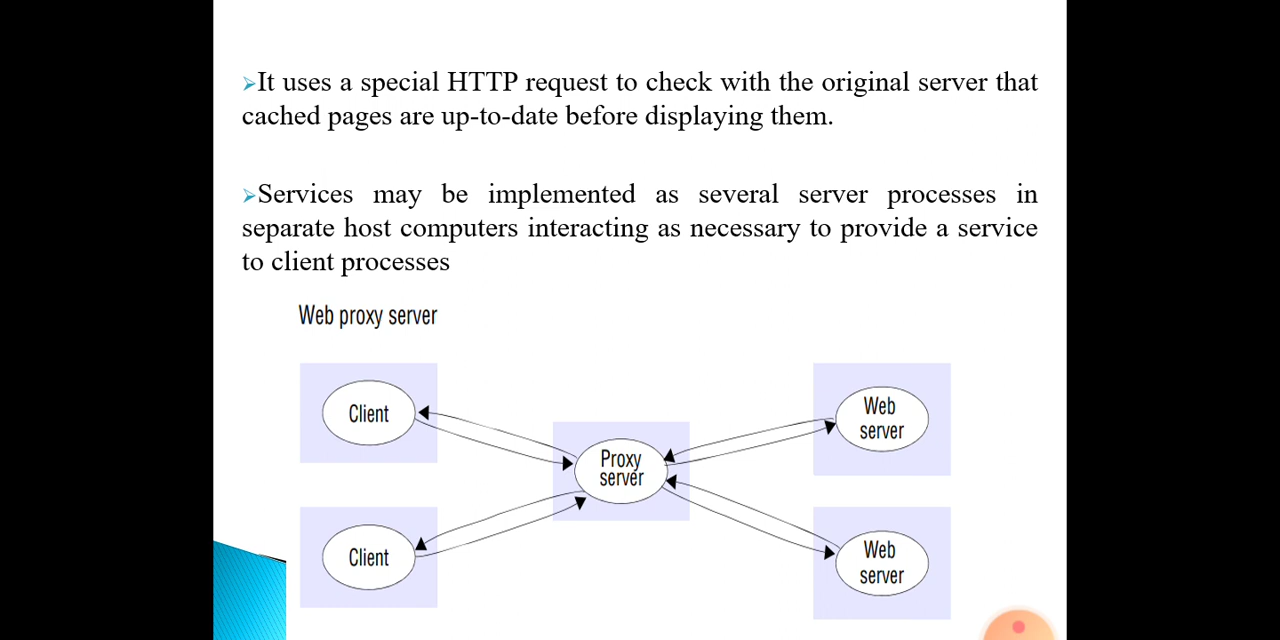 ➢It uses a special HTTP request to check with the original server that
cached pages are up-to-date before displaying them.
➢Services may be implemented as several server processes in
separate host computers interacting as necessary to provide a service
to client processes
Web proxy server
Client
Web
server
Proxy
server
Client
Web
server